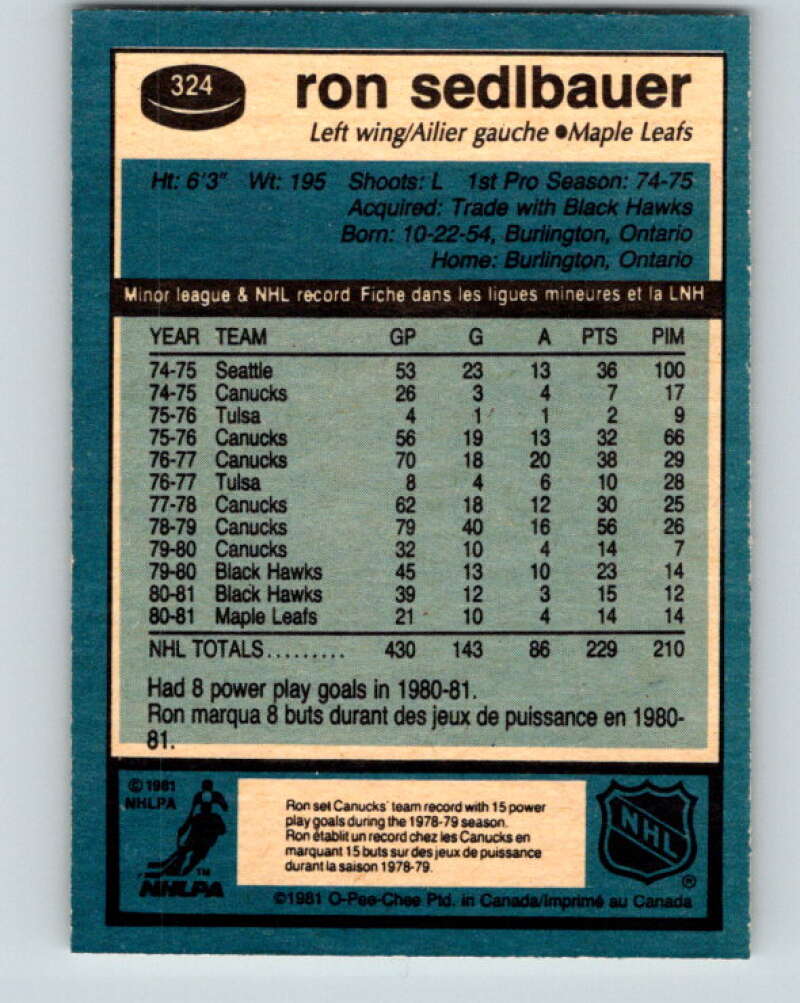 324
ron sedlbauer
Left wing/Ailier gauche ●Maple Leafs
Ht: 6'3" Wt: 195 Shoots: L 1st Pro Season: 74-75
Acquired: Trade with Black Hawks
Born: 10-22-54, Burlington, Ontario
Home: Burlington, Ontario
Minor league & NHL record Fiche dans les ligues mineures et la LNH
YEAR TEAM GP G A PTS PIM
74-75 Seattle 53 23 13 36 100
74-75 Canucks 26 3 4 7 17
75-76 Tulsa 4 1 1 2 9
75-76 Canucks 56 19 13 32 66
76-77 Canucks 70 18 20 38 29
76-77 Tulsa 8 4 6 10 28
77-78 Canucks 62 18 12 30 25
78-79 Canucks 79 40 16 56 26
79-80 Canucks 32 10 4 14 7
79-80 Black Hawks 45 13 10 23 14
80-81 Black Hawks 39 12 3 15 12
80-81 Maple Leafs 21 10 4 14 14
NHL TOTALS......... 430 143 86 229 210
Had 8 power play goals in 1980-81.
Ron marqua 8 buts durant des jeux de puissance en 1980-
81.
© 1981
NHLPA
TM
NHLPA
Ron set Canucks' team record with 15 power
play goals during the 1978-79 season.
Ron établit un record chez les Canucks en
marquant 15 buts sur des jeux de puissance
durant la saison 1978-79.
NHL
®
©1981 O-Pee-Chee Ptd. in Canada/Imprimé au Canada